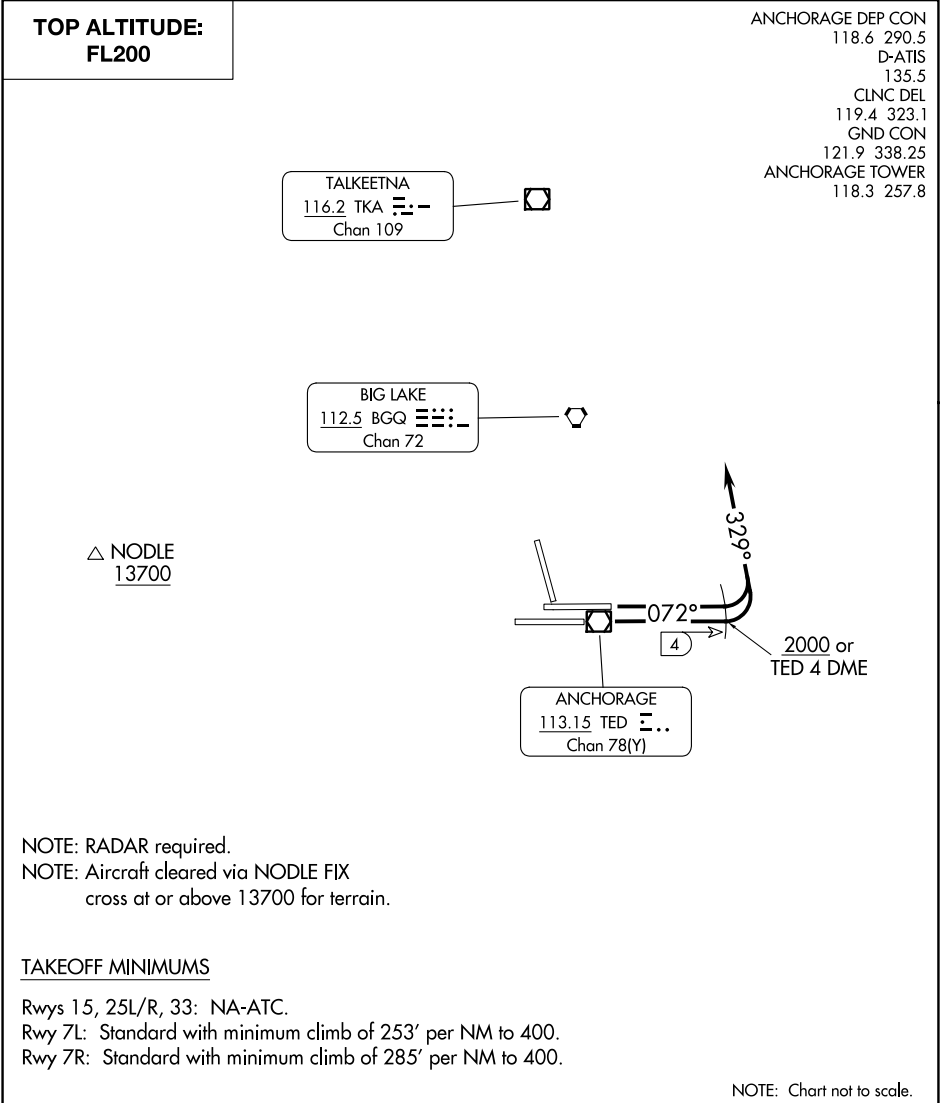 TOP ALTITUDE:
FL200
ANCHORAGE DEP CON
118.6 290.5
D-ATIS
135.5
CLNC DEL
119.4 323.1
GND CON
121.9 338.25
ANCHORAGE TOWER
118.3 257.8
TALKEETNA
116.2 TKA
Chan 109
BIG LAKE
112.5 BGQ
Chan 72
329°
NODLE
13700
072°
4
2000 or
TED 4 DME
ANCHORAGE
113.15 TED
Chan 78(Y)
NOTE: RADAR required.
NOTE: Aircraft cleared via NODLE FIX
cross at or above 13700 for terrain.
TAKEOFF MINIMUMS
Rwys 15, 25L/R, 33: NA-ATC.
Rwy 7L: Standard with minimum climb of 253' per NM to 400.
Rwy 7R: Standard with minimum climb of 285' per NM to 400.
NOTE: Chart not to scale.